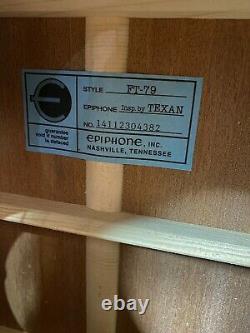 STYLE FT-79
EPIPHONE Insp.by TEXAN
NO. 14112304382
EPIPHONE, INC.
NASHVILLE, TENNESSEE
guarantee
void if number
is defaced